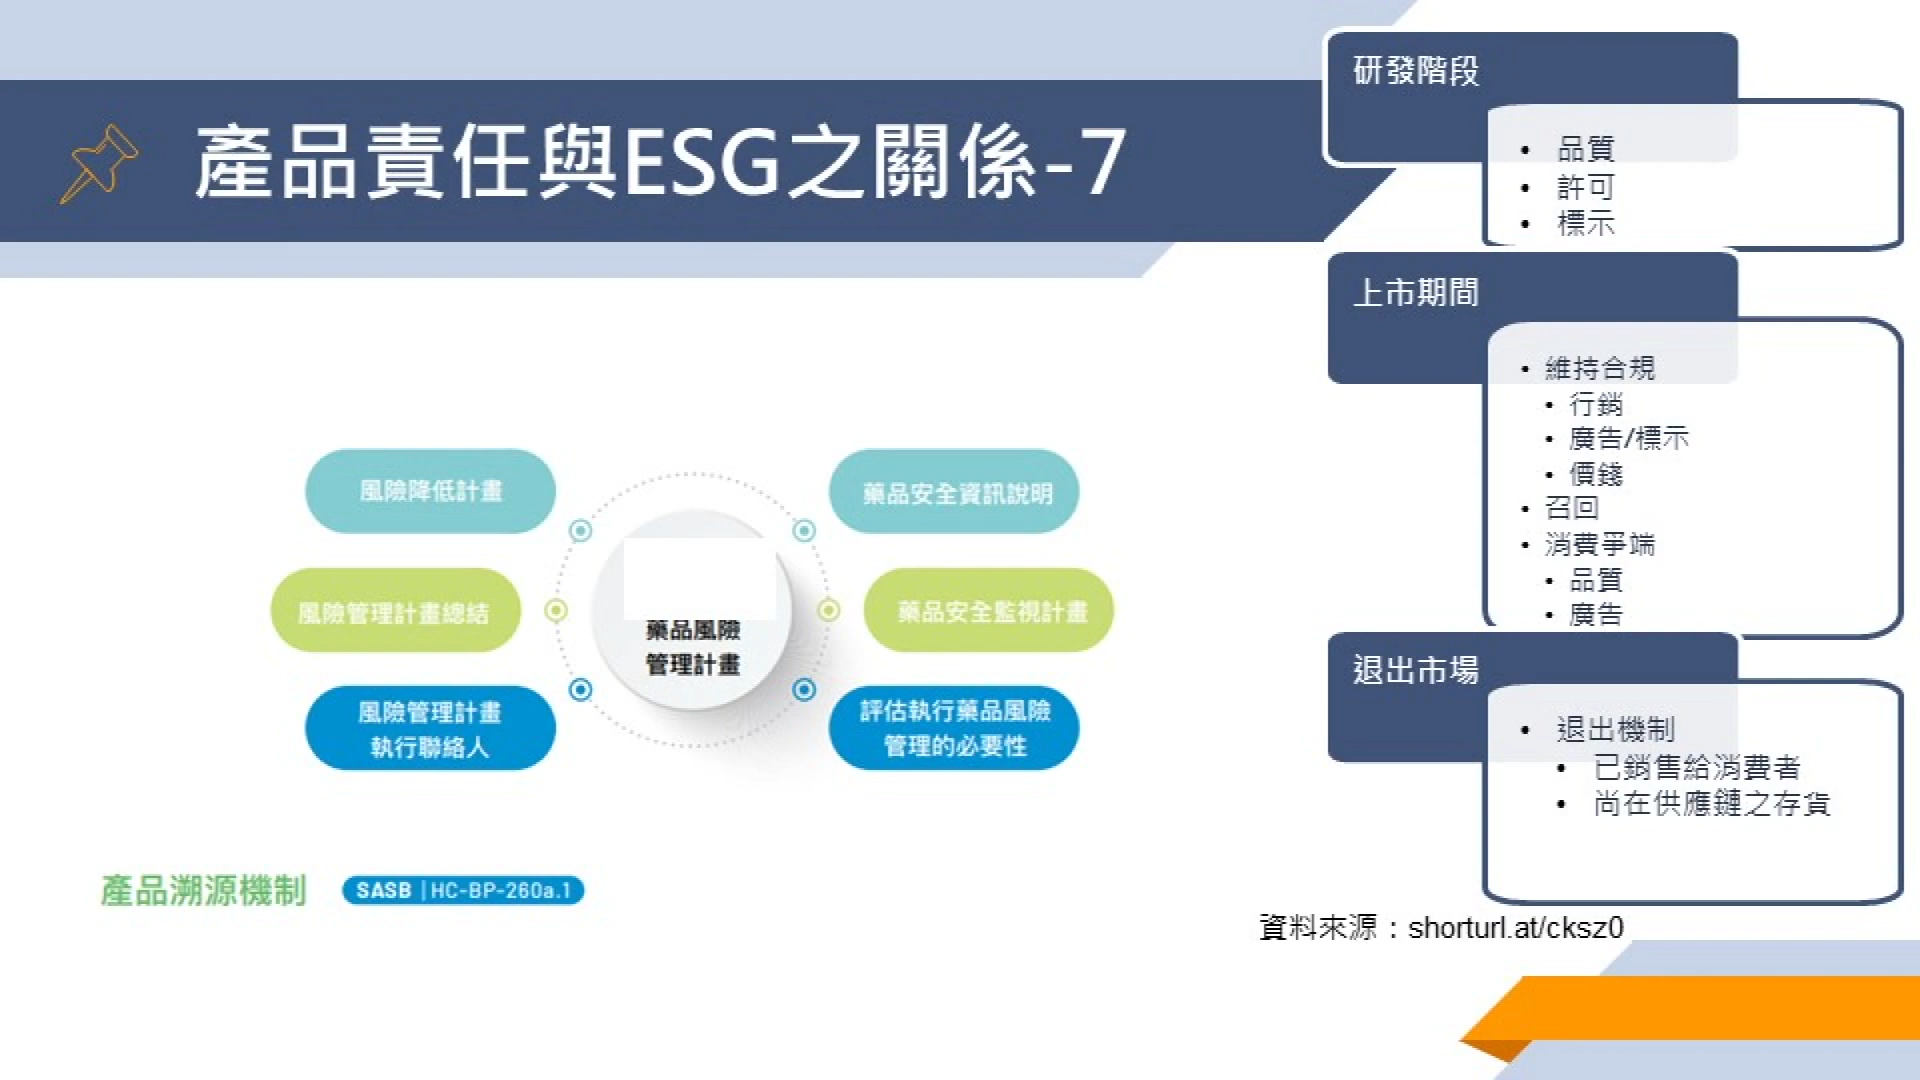 產品責任與ESG之關係-7
研發階段
• 品質
• 許可
• 標示
上市期間
• 維持合規
• 行銷
• 廣告/標示
• 價錢
• 召回
• 消費爭端
• 品質
• 廣告
退出市場
• 退出機制
• 已銷售給消費者
• 尚在供應鏈之存貨
風險降低計畫
藥品安全資訊說明
風險管理計畫總結
藥品風險
管理計畫
藥品安全監視計畫
風險管理計畫
執行聯絡人
評估執行藥品風險
管理的必要性
產品溯源機制
SASB | HC-BP-260a.1
資料來源：shorturl.at/cksz0